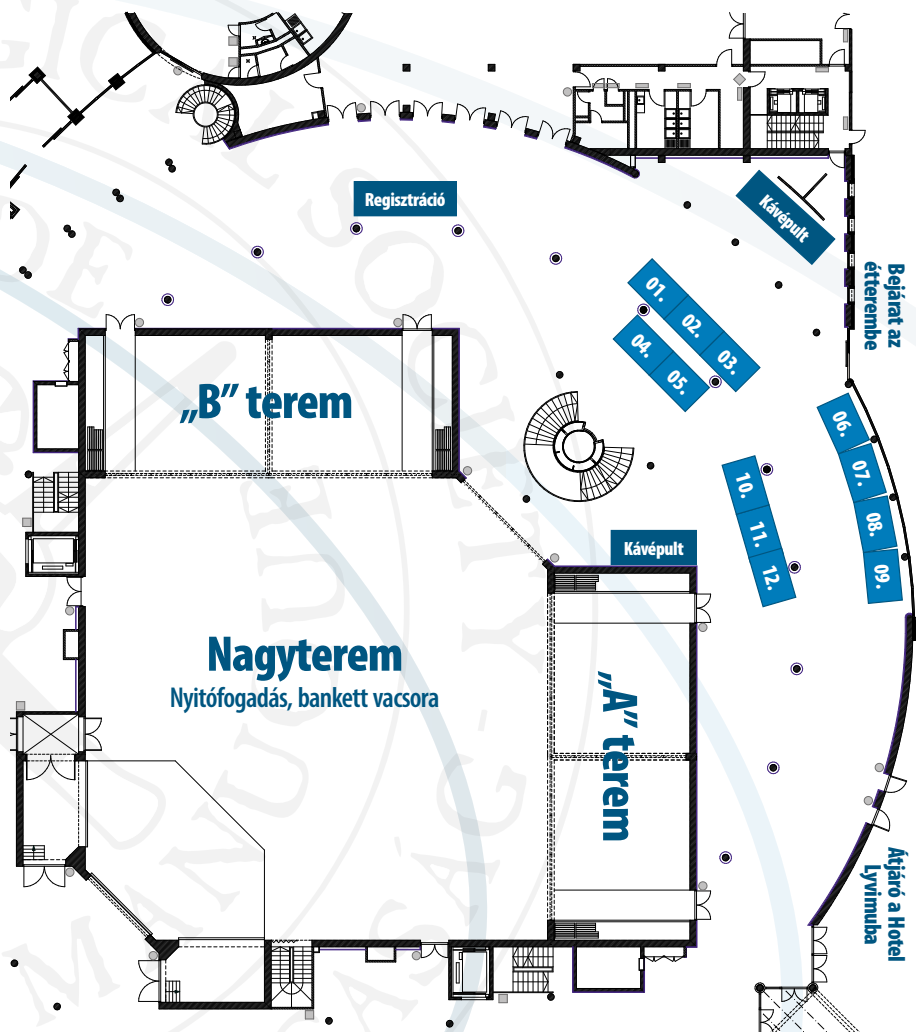 Regisztráció
Kávépult
Bejárat az
étterembe
01.
02.
03.
04.
05.
„B” terem
06.
07.
08.
09.
10.
11.
12.
Kávépult
Nagyterem
Nyitófogadás, bankett vacsora
„A” terem
Átjáró a Hotel
Lyvimuba